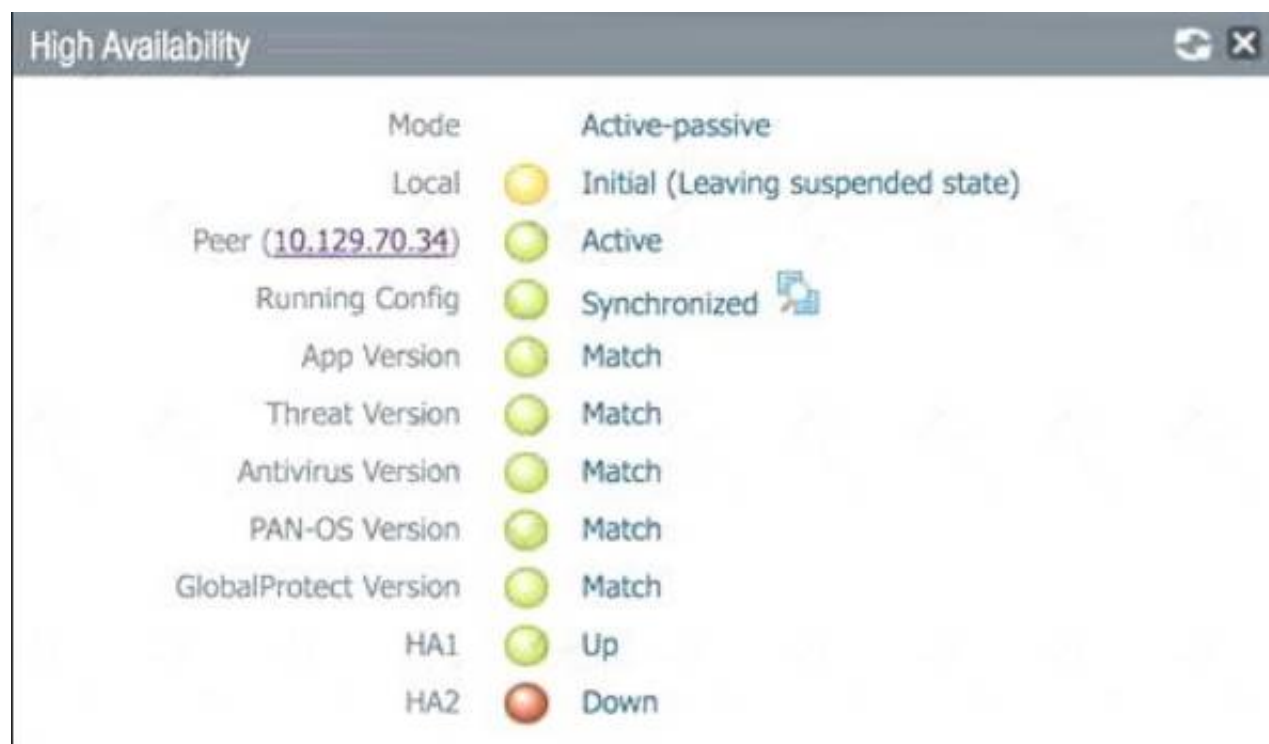 High Availability
Mode Active-passive
Local Initial (Leaving suspended state)
Peer (10.129.70.34) Active
Running Config Synchronized
App Version Match
Threat Version Match
Antivirus Version Match
PAN-OS Version Match
GlobalProtect Version Match
HA1 Up
HA2 Down